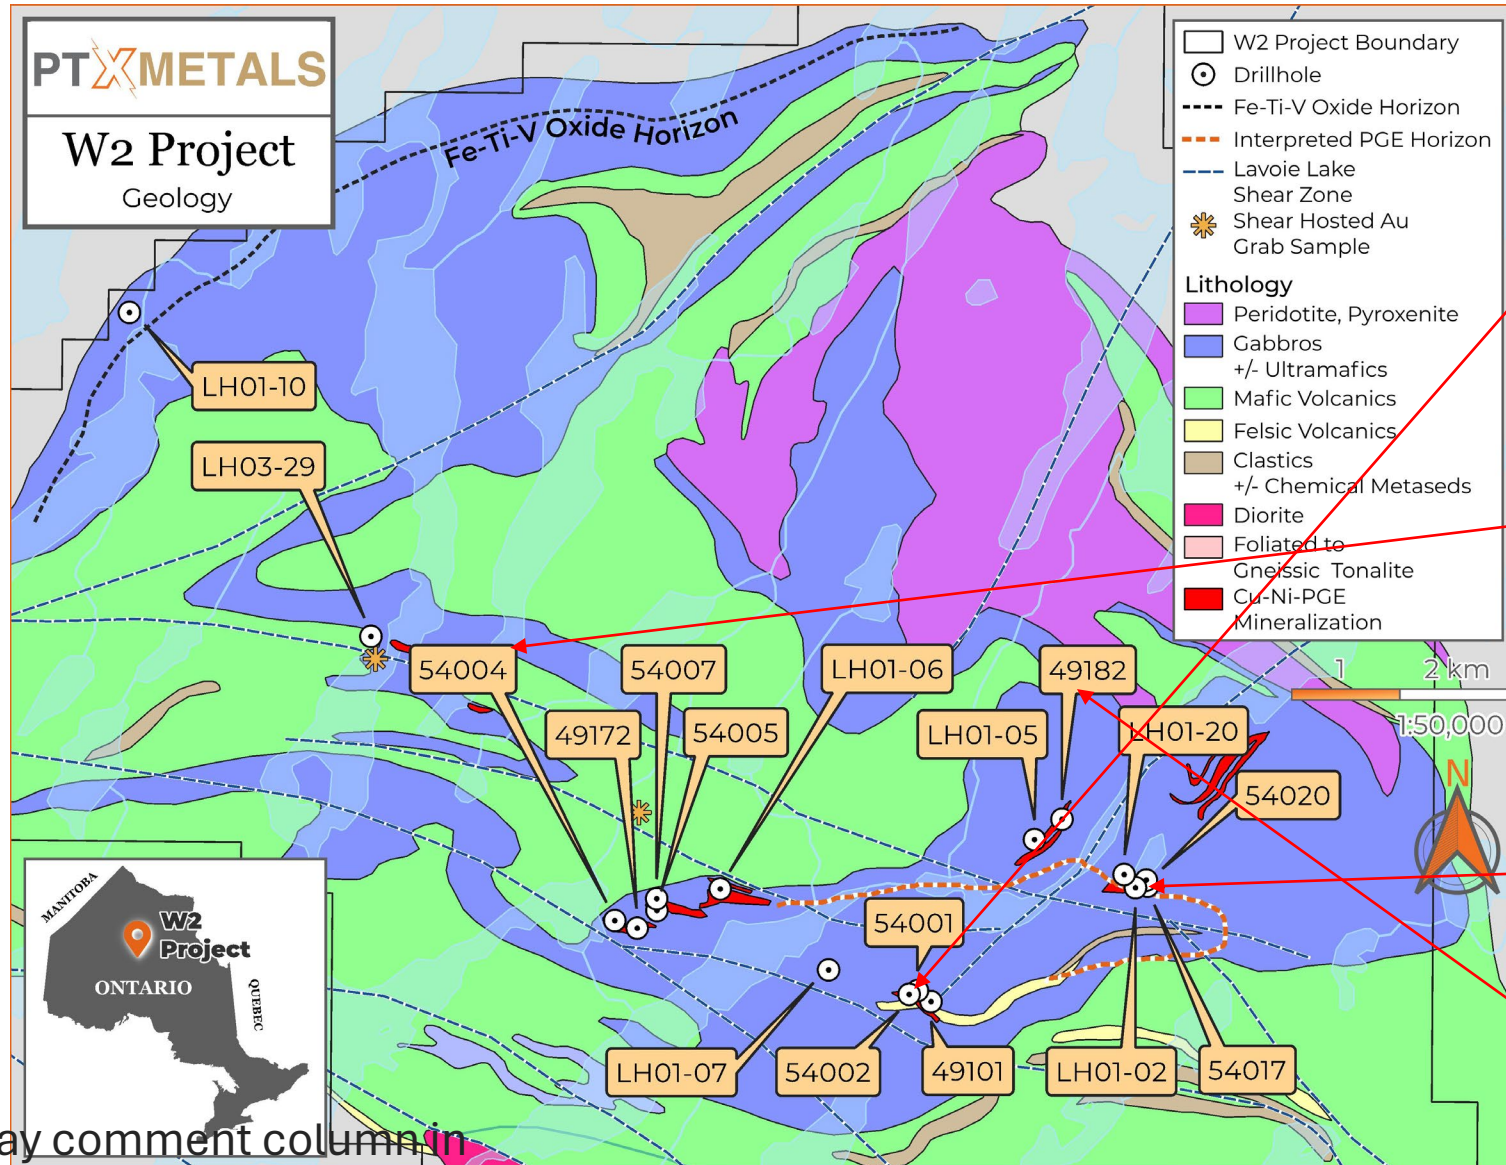 PTXMETALS
W2 Project
Geology
Fe-Ti-V Oxide Horizon
W2 Project Boundary
Drillhole
Fe-Ti-V Oxide Horizon
Interpreted PGE Horizon
Lavoie Lake
Shear Zone
Shear Hosted Au
Grab Sample
Lithology
Peridotite, Pyroxenite
Gabbros
+/- Ultramafics
Mafic Volcanics
Felsic Volcanics
Clastics
+/- Chemical Metaseds
Diorite
Foliated to
Gneissic Tonalite
Cu-Ni-PGE
Mineralization
LH01-10
LH03-29
54004
54007
LH01-06
49182
49172
54005
LH01-05
LH01-20
54020
1 2 km
1:50,000
N
54001
LH01-07
54002
49101
LH01-02
54017
MANITOBA
W2
Project
ONTARIO
QUEBEC
ay comment column in